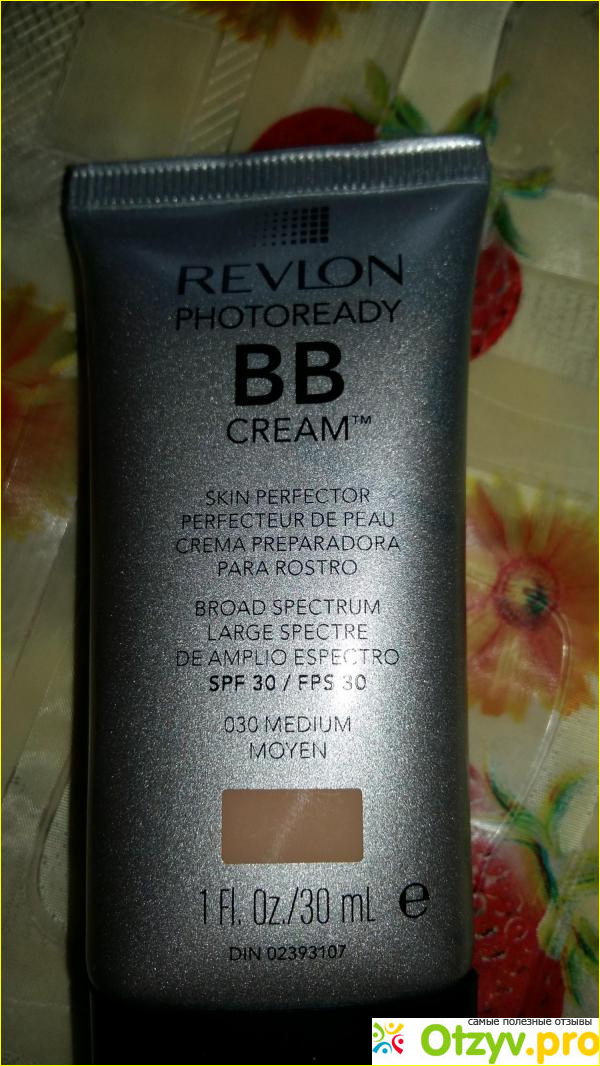 REVLON
PHOTOREADY
BB
CREAM™
SKIN PERFECTOR
PERFECTEUR DE PEAU
CREMA PREPARADORA
PARA ROSTRO
BROAD SPECTRUM
LARGE SPECTRE
DE AMPLIO ESPECTRO
SPF 30 / FPS 30
030 MEDIUM
MOYEN
1 Fl. Oz./30 mL ℮
DIN 02393107
самые полезные отзывы
Otzyv.pro